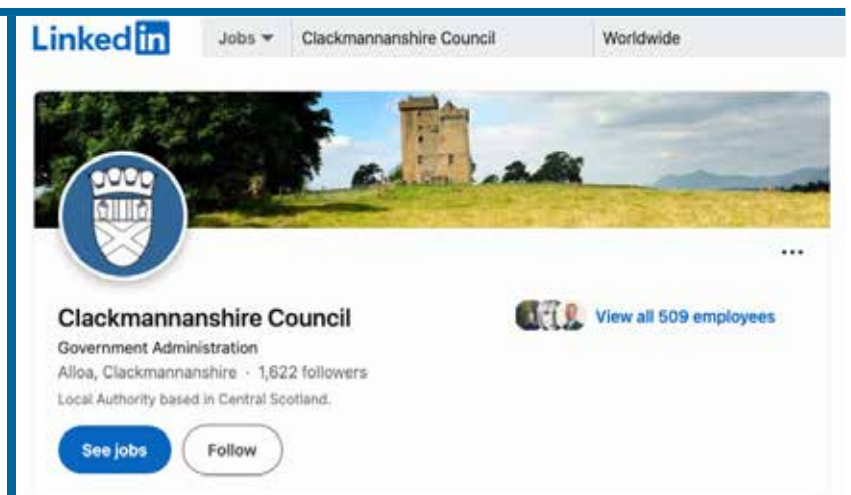 Linked in Jobs Clackmannanshire Council Worldwide
Clackmannanshire Council
View all 509 employees
Government Administration
Alloa, Clackmannanshire · 1,622 followers
Local Authority based in Central Scotland.
See jobs Follow